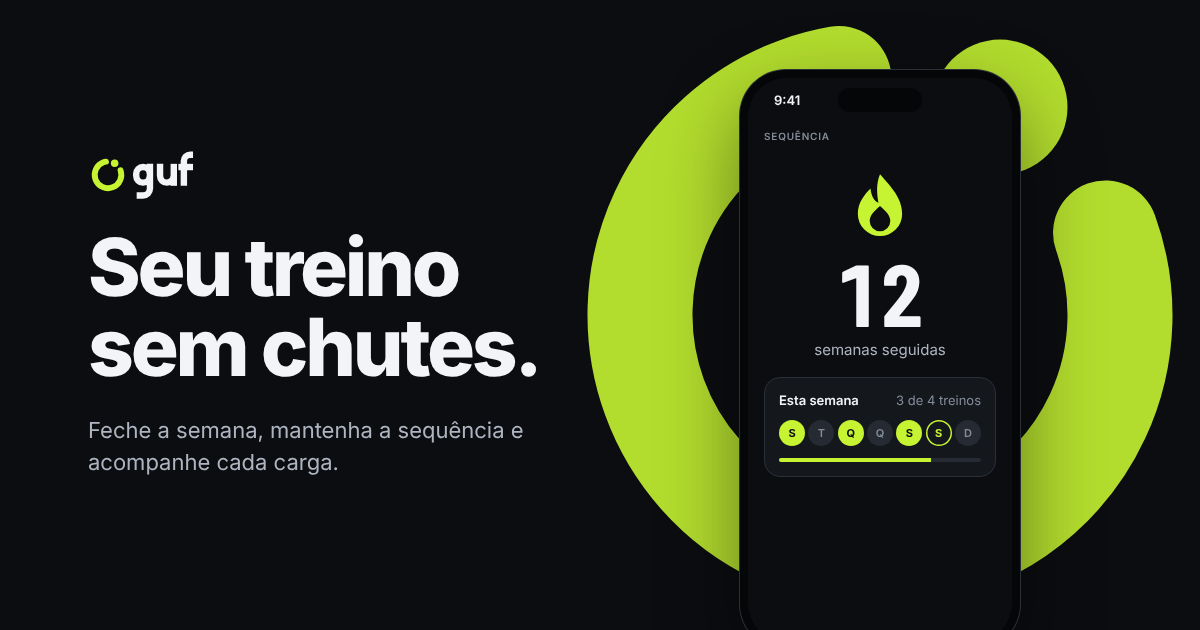 guf
Seu treino
sem chutes.
Feche a semana, mantenha a sequência e
acompanhe cada carga.
9:41
SEQUÊNCIA
12
semanas seguidas
Esta semana 3 de 4 treinos
S T Q Q S S D